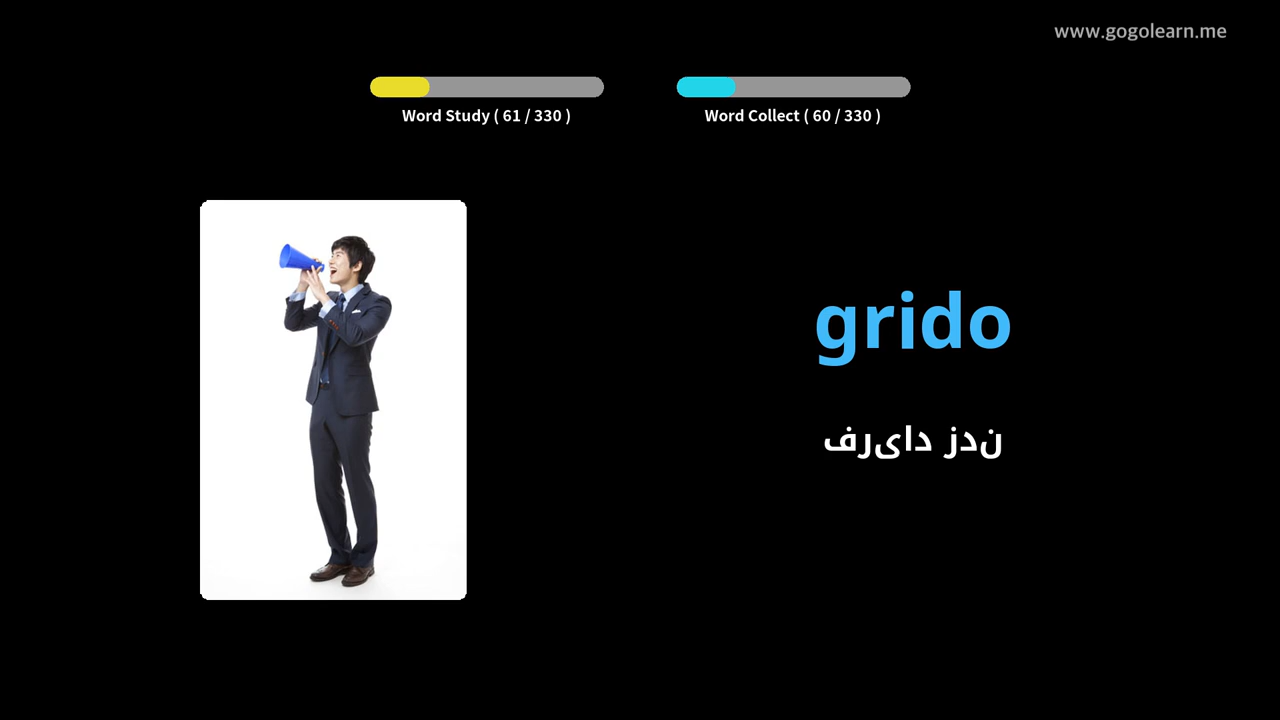 www.gogolearn.me
Word Study ( 61 / 330 )
Word Collect ( 60 / 330 )
grido
فریاد زدن